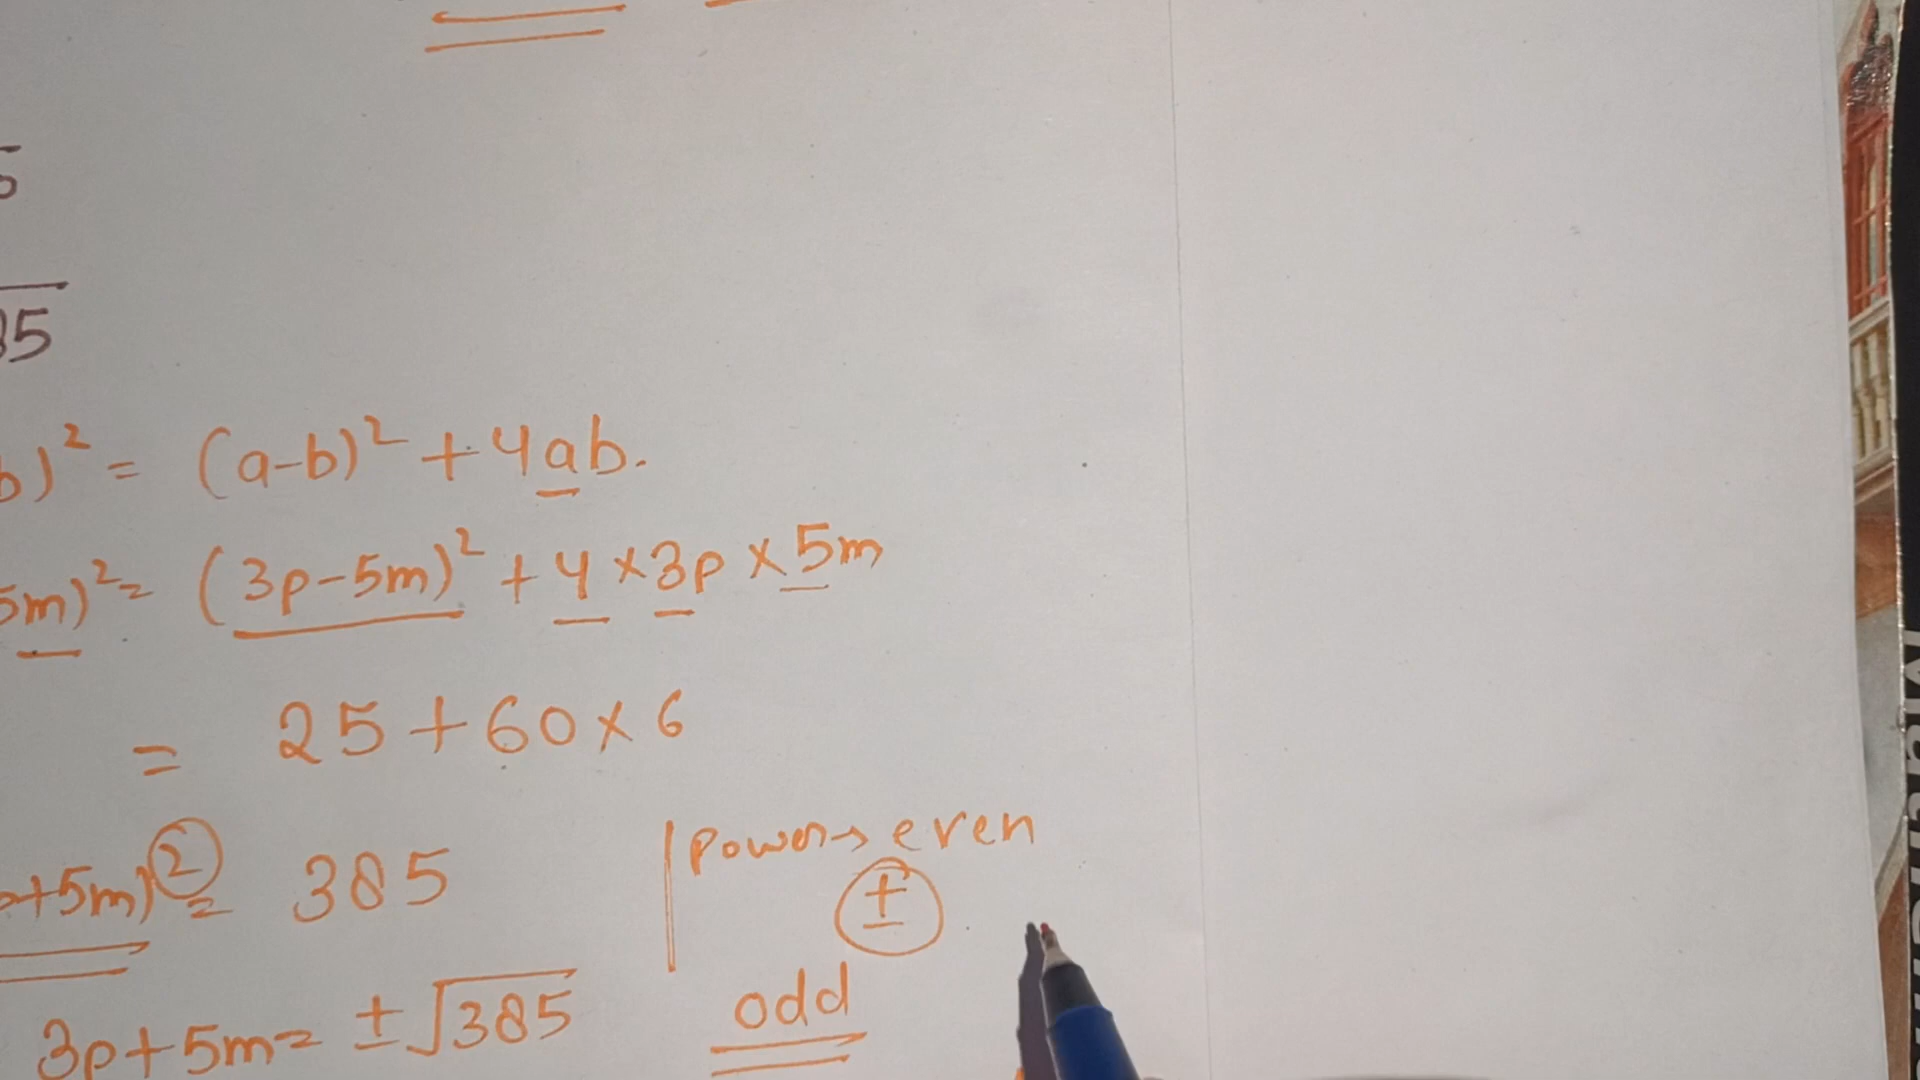 5
35
b)² = (a-b)² + 4ab.
5m)² = (3p-5m)² + 4 × 3p × 5m
= 25 + 60 × 6
+5m)² = 385
power → even
±
3p+5m = ± √385
odd